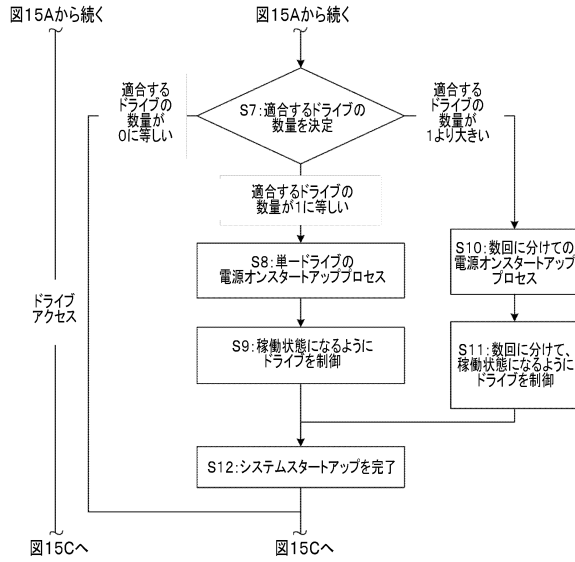 図15Aから続く
図15Aから続く
適合する
ドライブの
数量が
0に等しい
S7:適合するドライブの
数量を決定
適合する
ドライブの
数量が
1より大きい
適合するドライブの
数量が1に等しい
S8:単一ドライブの
電源オンスタートアッププロセス
S10:数回に分けての
電源オンスタートアップ
プロセス
ドライブ
アクセス
S9:稼働状態になるように
ドライブを制御
S11:数回に分けて、
稼働状態になるように
ドライブを制御
S12:システムスタートアップを完了
図15Cへ
図15Cへ